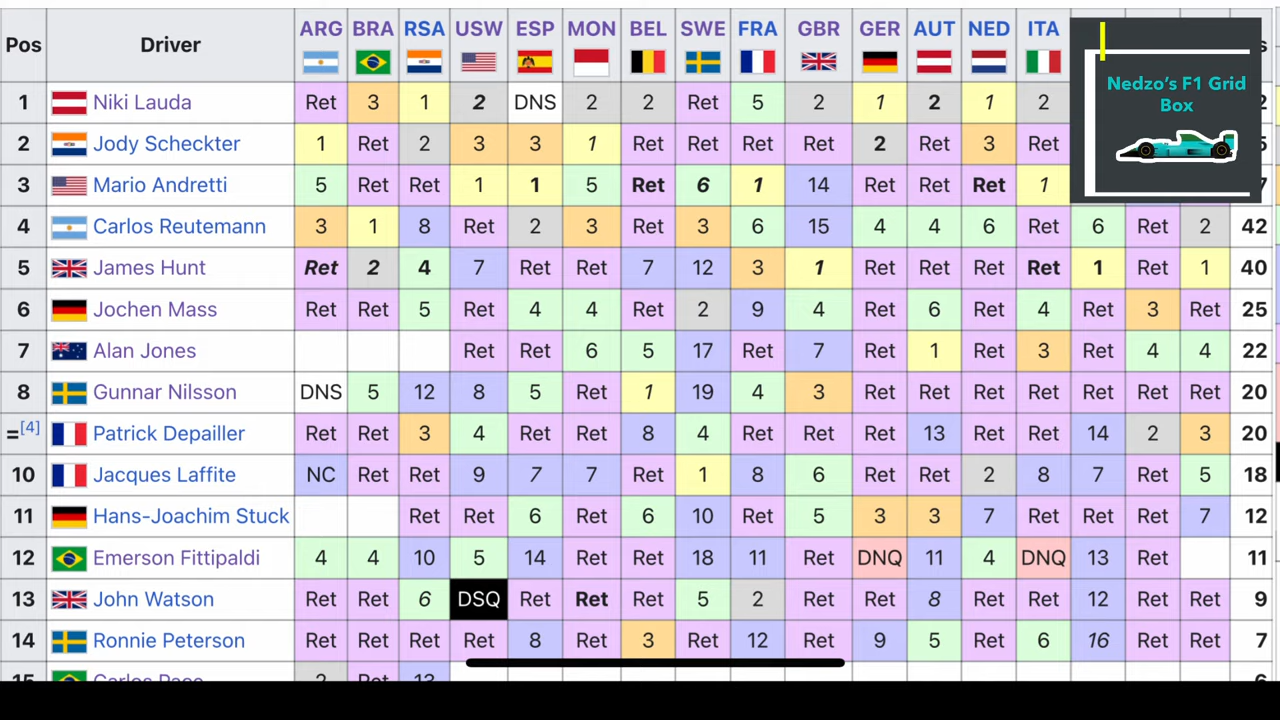 Pos Driver ARG BRA RSA USW ESP MON BEL SWE FRA GBR GER AUT NED ITA
Nedzo's F1 Grid
Box
1 Niki Lauda Ret 3 1 2 DNS 2 2 Ret 5 2 1 2 1 2 2
2 Jody Scheckter 1 Ret 2 3 3 1 Ret Ret Ret Ret 2 Ret 3 Ret
3 Mario Andretti 5 Ret Ret 1 1 5 Ret 6 1 14 Ret Ret Ret 1 7
4 Carlos Reutemann 3 1 8 Ret 2 3 Ret 3 6 15 4 4 6 Ret 6 Ret 2 42
5 James Hunt Ret 2 4 7 Ret Ret 7 12 3 1 Ret Ret Ret Ret 1 Ret 1 40
6 Jochen Mass Ret Ret 5 Ret 4 4 Ret 2 9 4 Ret 6 Ret 4 Ret 3 Ret 25
7 Alan Jones Ret Ret 6 5 17 Ret 7 Ret 1 Ret 3 Ret 4 4 22
8 Gunnar Nilsson DNS 5 12 8 5 Ret 1 19 4 3 Ret Ret Ret Ret Ret Ret Ret 20
=[4] Patrick Depailler Ret Ret 3 4 Ret Ret 8 4 Ret Ret Ret 13 Ret Ret 14 2 3 20
10 Jacques Laffite NC Ret Ret 9 7 7 Ret 1 8 6 Ret Ret 2 8 7 Ret 5 18
11 Hans-Joachim Stuck Ret Ret 6 Ret 6 10 Ret 5 3 3 7 Ret Ret Ret 7 12
12 Emerson Fittipaldi 4 4 10 5 14 Ret Ret 18 11 Ret DNQ 11 4 DNQ 13 Ret 11
13 John Watson Ret Ret 6 DSQ Ret Ret Ret 5 2 Ret Ret 8 Ret Ret 12 Ret Ret 9
14 Ronnie Peterson Ret Ret Ret Ret 8 Ret 3 Ret 12 Ret 9 5 Ret 6 16 Ret Ret 7